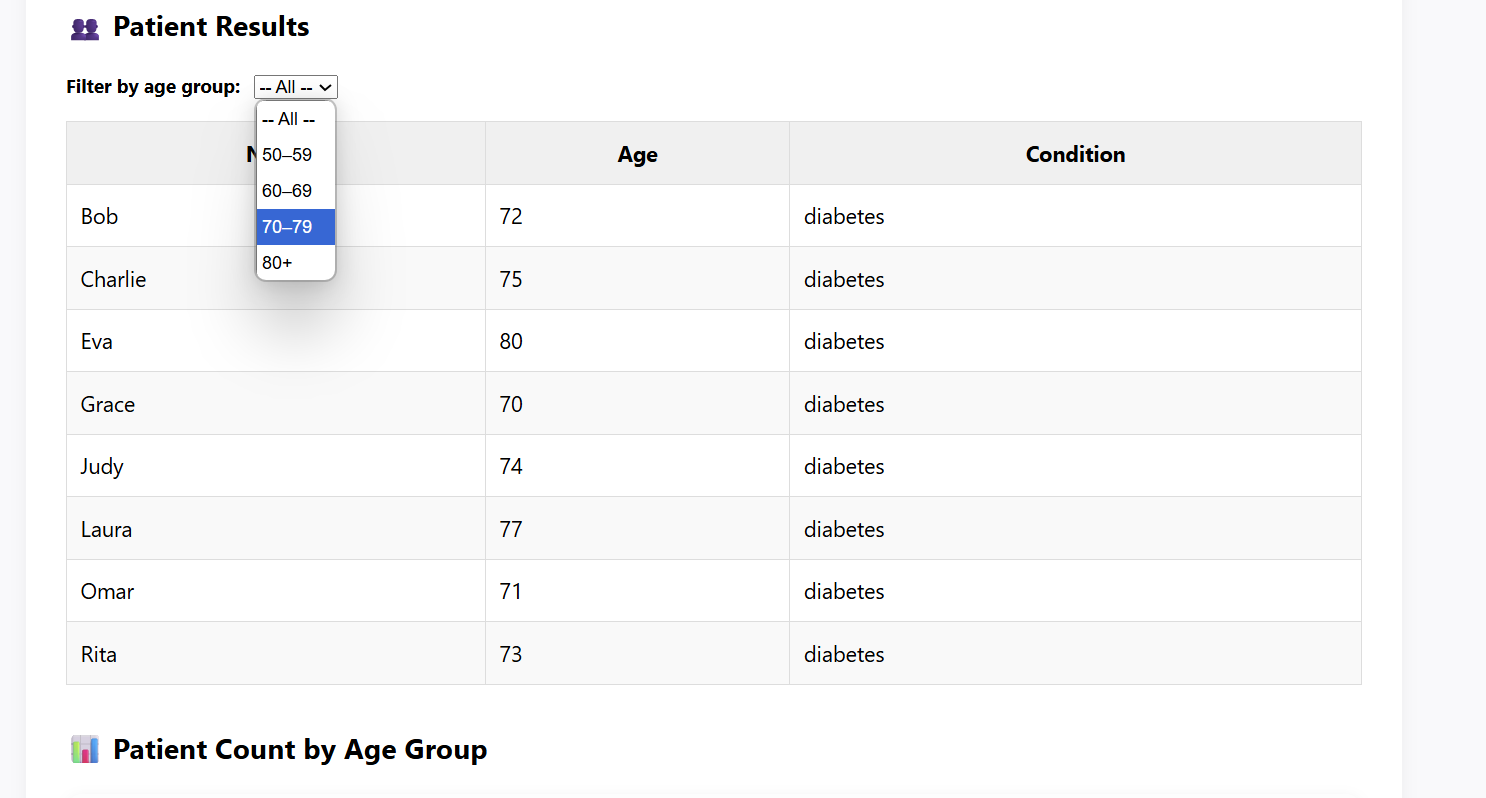 Patient Results
Filter by age group: -- All --
-- All --
50–59
60–69
70–79
80+
Age Condition
Bob 72 diabetes
Charlie 75 diabetes
Eva 80 diabetes
Grace 70 diabetes
Judy 74 diabetes
Laura 77 diabetes
Omar 71 diabetes
Rita 73 diabetes
Patient Count by Age Group